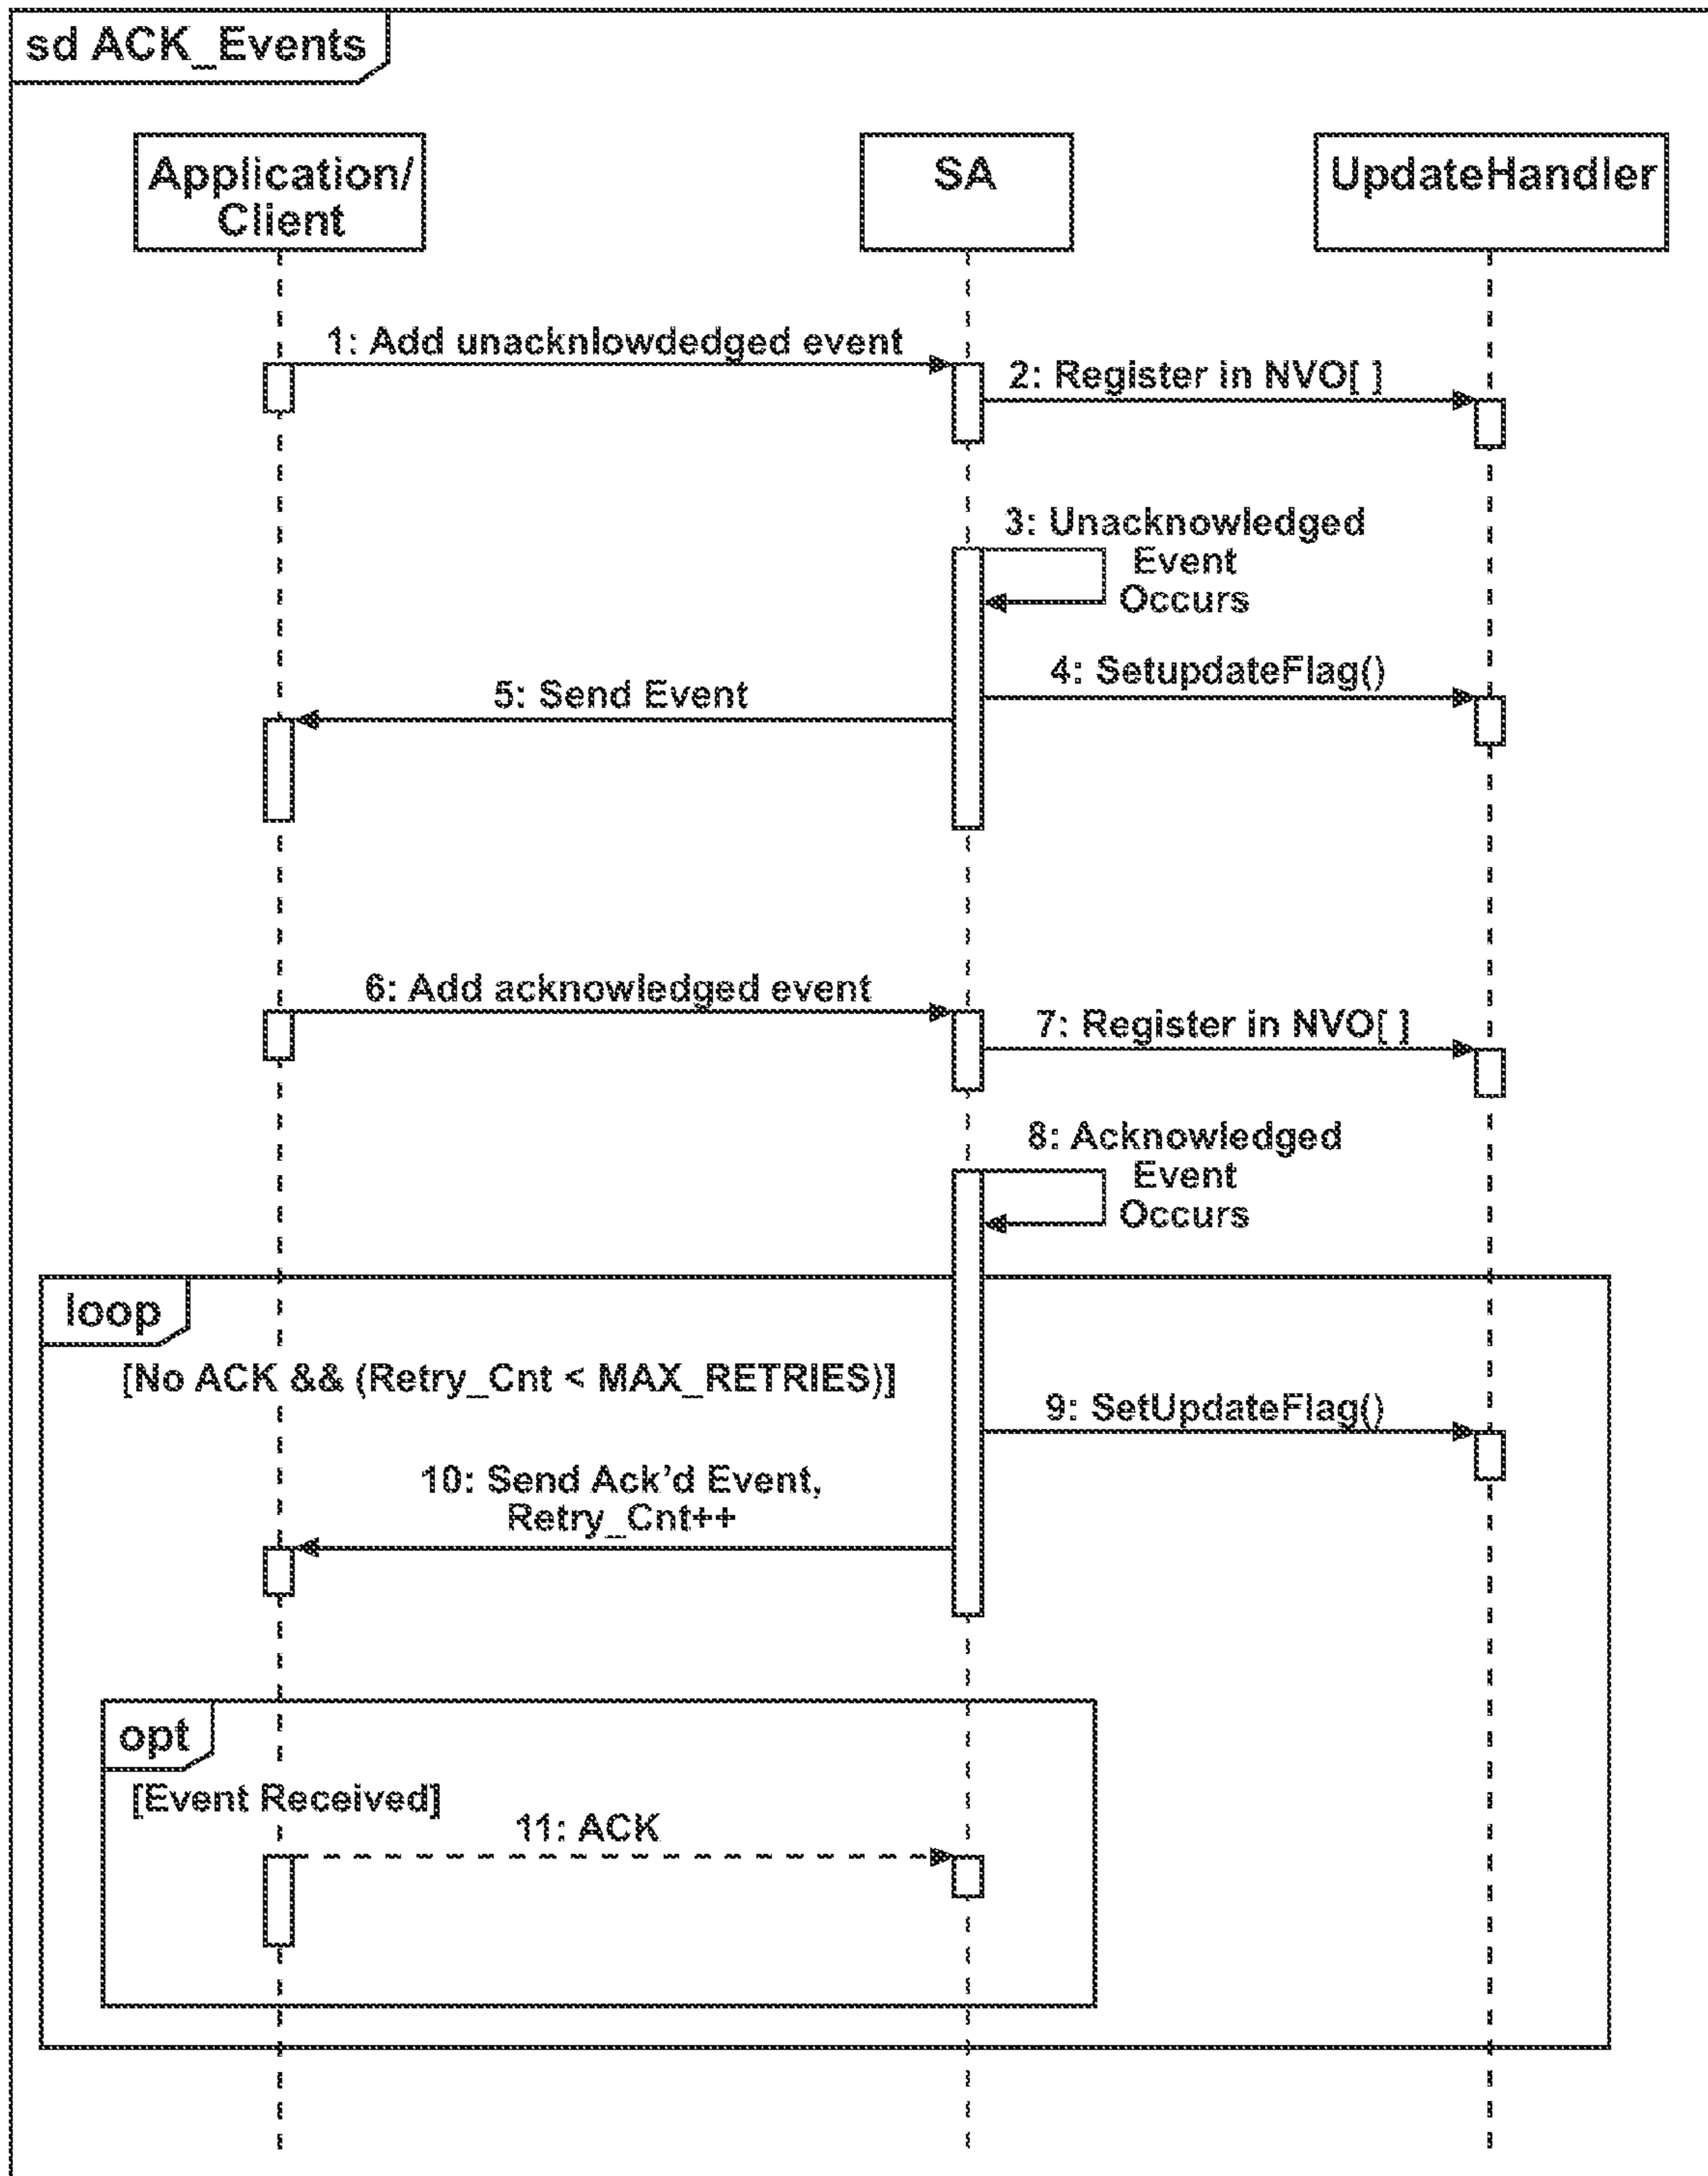 sd ACK_Events
Application/
Client
SA
UpdateHandler
1: Add unacknlowdedged event
2: Register in NVO[ ]
3: Unacknowledged
Event
Occurs
4: SetupdateFlag()
5: Send Event
6: Add acknowledged event
7: Register in NVO[ ]
8: Acknowledged
Event
Occurs
loop
[No ACK && (Retry_Cnt < MAX_RETRIES)]
9: SetUpdateFlag()
10: Send Ack’d Event,
Retry_Cnt++
opt
[Event Received]
11: ACK